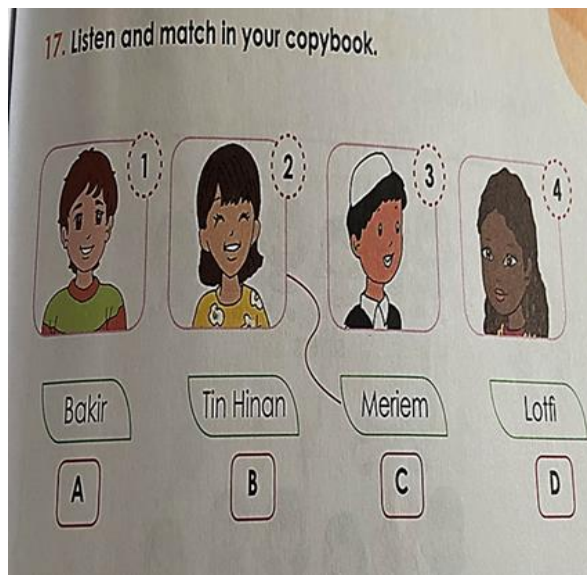 17. Listen and match in your copybook.
1 2 3 4
Bakir Tin Hinan Meriem Lotfi
A B C D